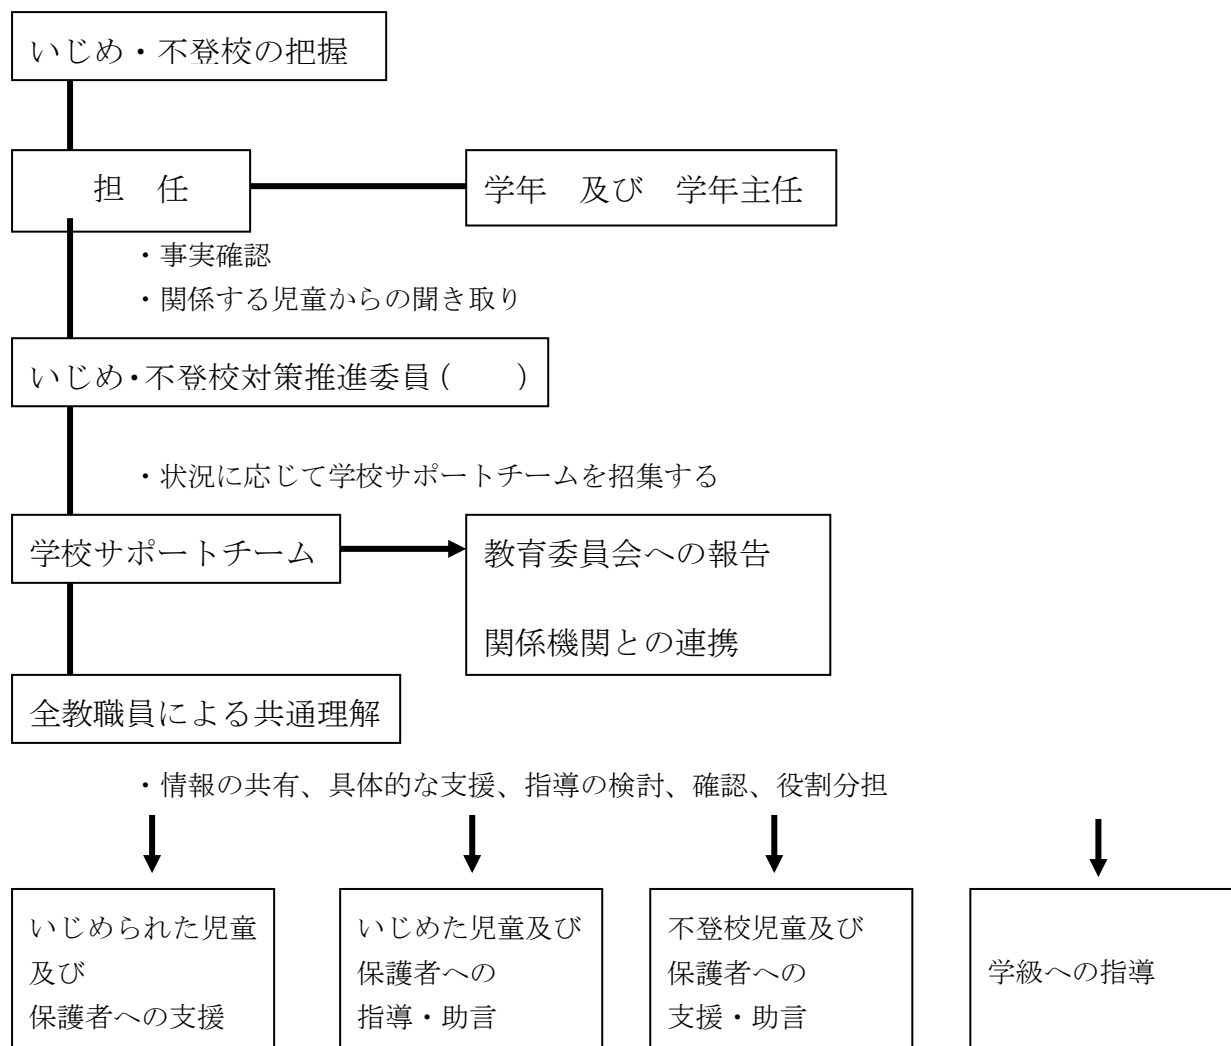 いじめ・不登校の把握
担　任
学年　及び　学年主任
・事実確認
・関係する児童からの聞き取り
いじめ・不登校対策推進委員(　　)
・状況に応じて学校サポートチームを招集する
学校サポートチーム
教育委員会への報告
関係機関との連携
全教職員による共通理解
・情報の共有、具体的な支援、指導の検討、確認、役割分担
いじめられた児童
及び
保護者への支援
いじめた児童及び
保護者への
指導・助言
不登校児童及び
保護者への
支援・助言
学級への指導